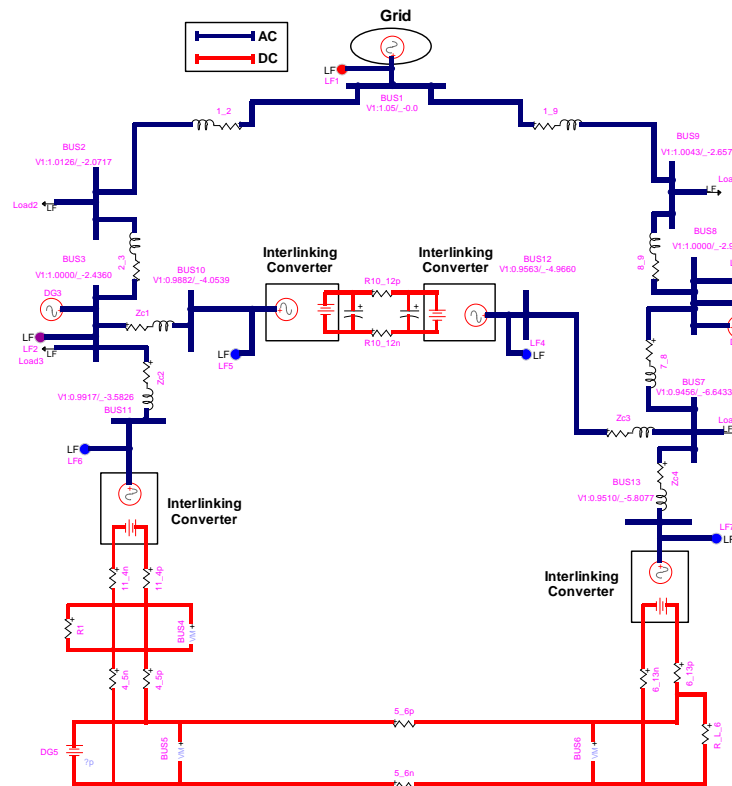 Grid
AC
DC
LF
LF1
BUS1
V1:1.05/_-0.0
1_2
1_9
BUS2
V1:1.0126/_-2.0717
BUS9
V1:1.0043/_-2.657
Load2
LF
LF
2_3
8_9
BUS3
V1:1.0000/_-2.4360
BUS8
V1:1.0000/_-2.9
DG3
LF
LF2
LF
Load3
Zc1
BUS10
V1:0.9882/_-4.0539
Interlinking
Converter
R10_12p
R10_12n
Interlinking
Converter
BUS12
V1:0.9563/_-4.9660
LF
LF5
LF
LF4
Zc2
V1:0.9917/_-3.5826
BUS11
7_8
BUS7
V1:0.9456/_-6.6433
Zc3
LF
LF
LF6
Zc4
BUS13
V1:0.9510/_-5.8077
Interlinking
Converter
LF7
LF
Interlinking
Converter
11_4n
11_4p
R1
BUS4
VM
4_5n
4_5p
6_13n
6_13p
5_6p
DG5
?p
BUS5
VM
BUS6
VM
R_L_6
5_6n